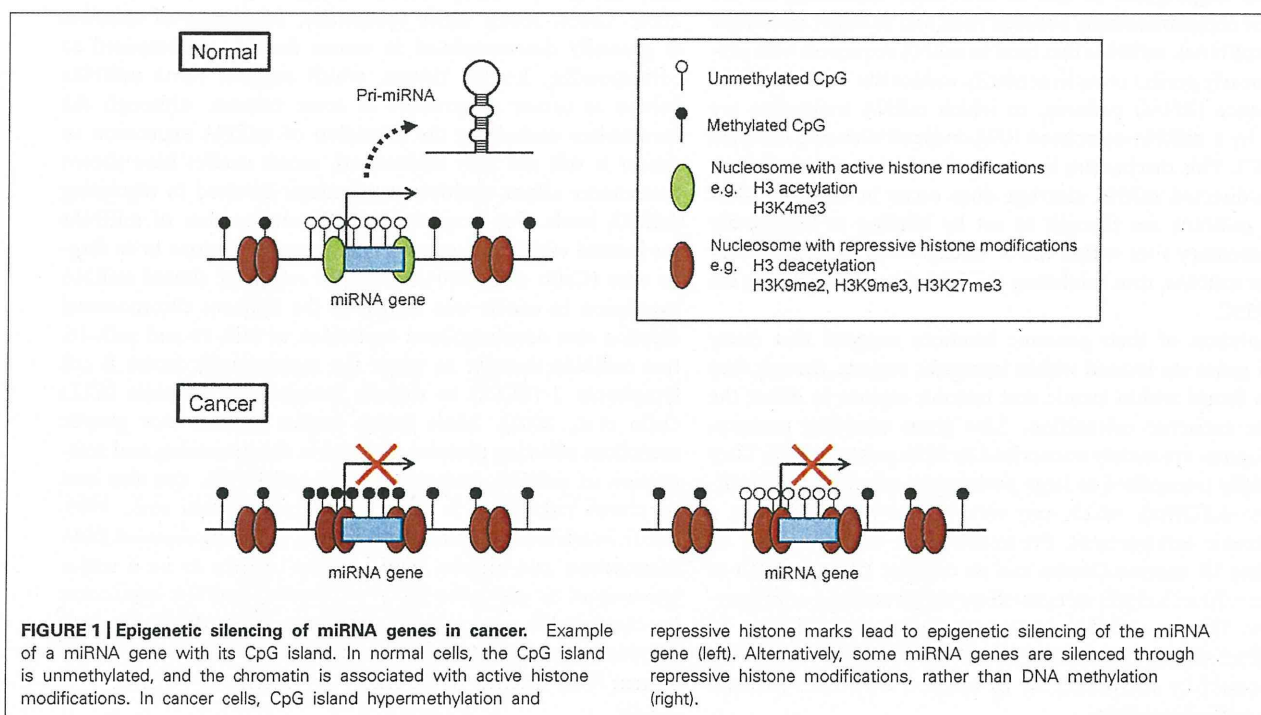 Normal
Pri-miRNA
miRNA gene
Unmethylated CpG
Methylated CpG
Nucleosome with active histone modifications
e.g. H3 acetylation
H3K4me3
Nucleosome with repressive histone modifications
e.g. H3 deacetylation
H3K9me2, H3K9me3, H3K27me3
Cancer
miRNA gene
miRNA gene
FIGURE 1 | Epigenetic silencing of miRNA genes in cancer. Example
of a miRNA gene with its CpG island. In normal cells, the CpG island
is unmethylated, and the chromatin is associated with active histone
modifications. In cancer cells, CpG island hypermethylation and
repressive histone marks lead to epigenetic silencing of the miRNA
gene (left). Alternatively, some miRNA genes are silenced through
repressive histone modifications, rather than DNA methylation
(right).